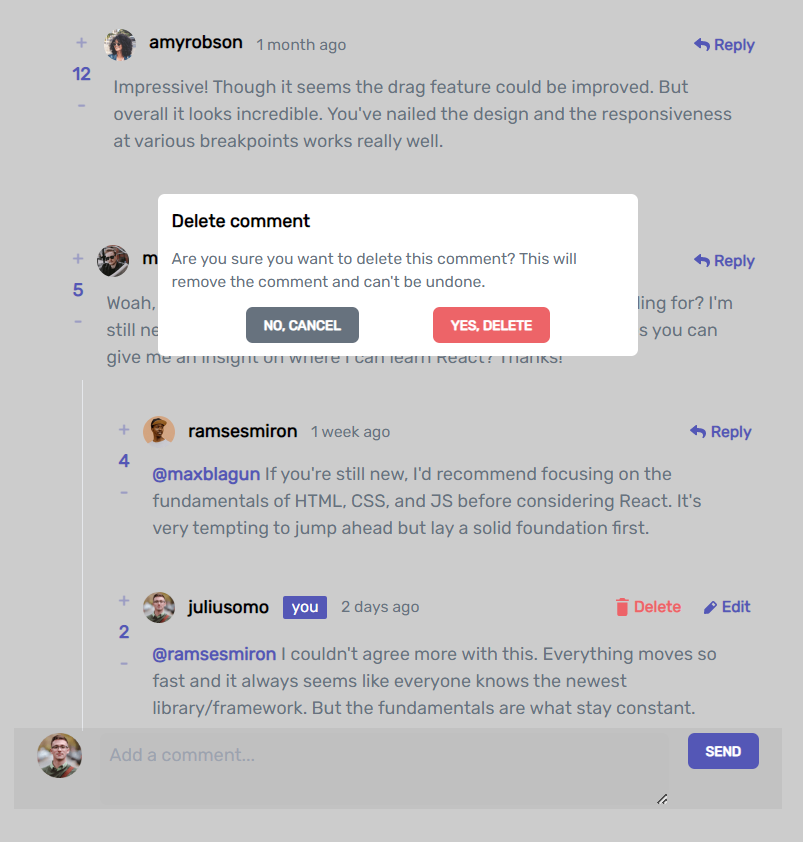 + amyrobson 1 month ago Reply
12
-
Impressive! Though it seems the drag feature could be improved. But
overall it looks incredible. You've nailed the design and the responsiveness
at various breakpoints works really well.
Delete comment
Are you sure you want to delete this comment? This will
remove the comment and can't be undone.
NO, CANCEL YES, DELETE
+ m Reply
5
-
Woah, ling for? I'm
still ne s you can
give me an insight on where I can learn React? Thanks!
+ ramsesmiron 1 week ago Reply
4
-
@maxblagun If you're still new, I'd recommend focusing on the
fundamentals of HTML, CSS, and JS before considering React. It's
very tempting to jump ahead but lay a solid foundation first.
+ juliusomo you 2 days ago Delete Edit
2
-
@ramsesmiron I couldn't agree more with this. Everything moves so
fast and it always seems like everyone knows the newest
library/framework. But the fundamentals are what stay constant.
Add a comment... SEND